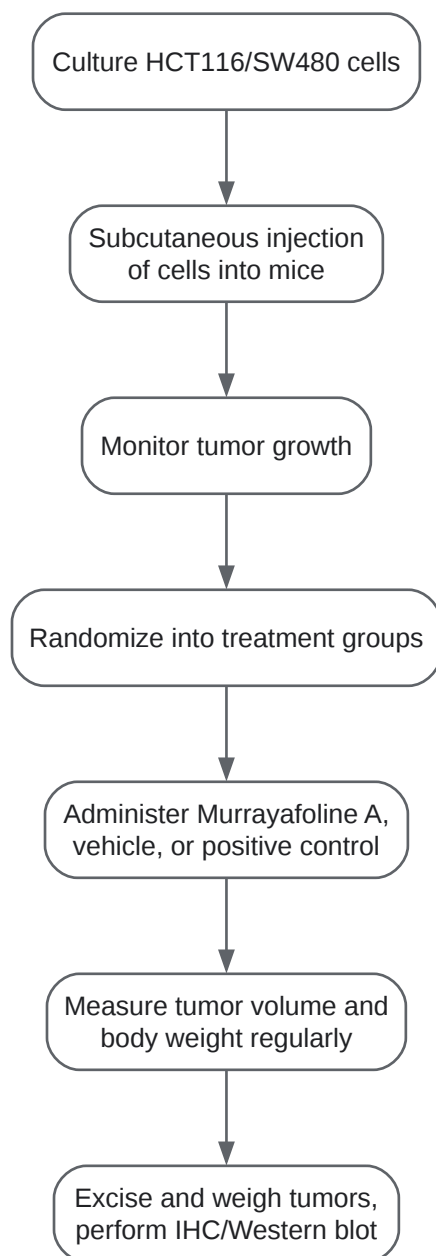 Culture HCT116/SW480 cells
Subcutaneous injection
of cells into mice
Monitor tumor growth
Randomize into treatment groups
Administer Murrayafoline A,
vehicle, or positive control
Measure tumor volume and
body weight regularly
Excise and weigh tumors,
perform IHC/Western blot